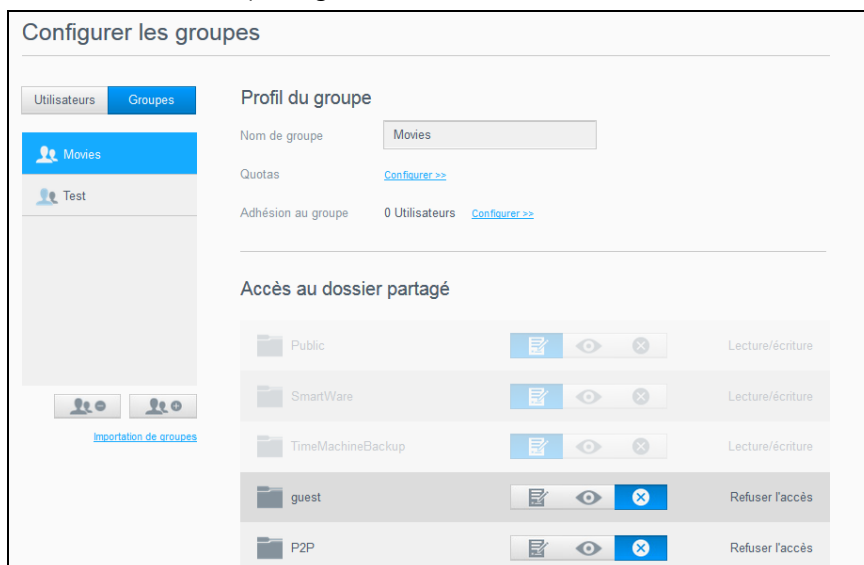 Configurer les groupes
Utilisateurs Groupes
Movies
Test
Importation de groupes
Profil du groupe
Nom de groupe Movies
Quotas Configurer >>
Adhésion au groupe 0 Utilisateurs Configurer >>
Accès au dossier partagé
Public Lecture/écriture
SmartWare Lecture/écriture
TimeMachineBackup Lecture/écriture
guest Refuser l'accès
P2P Refuser l'accès